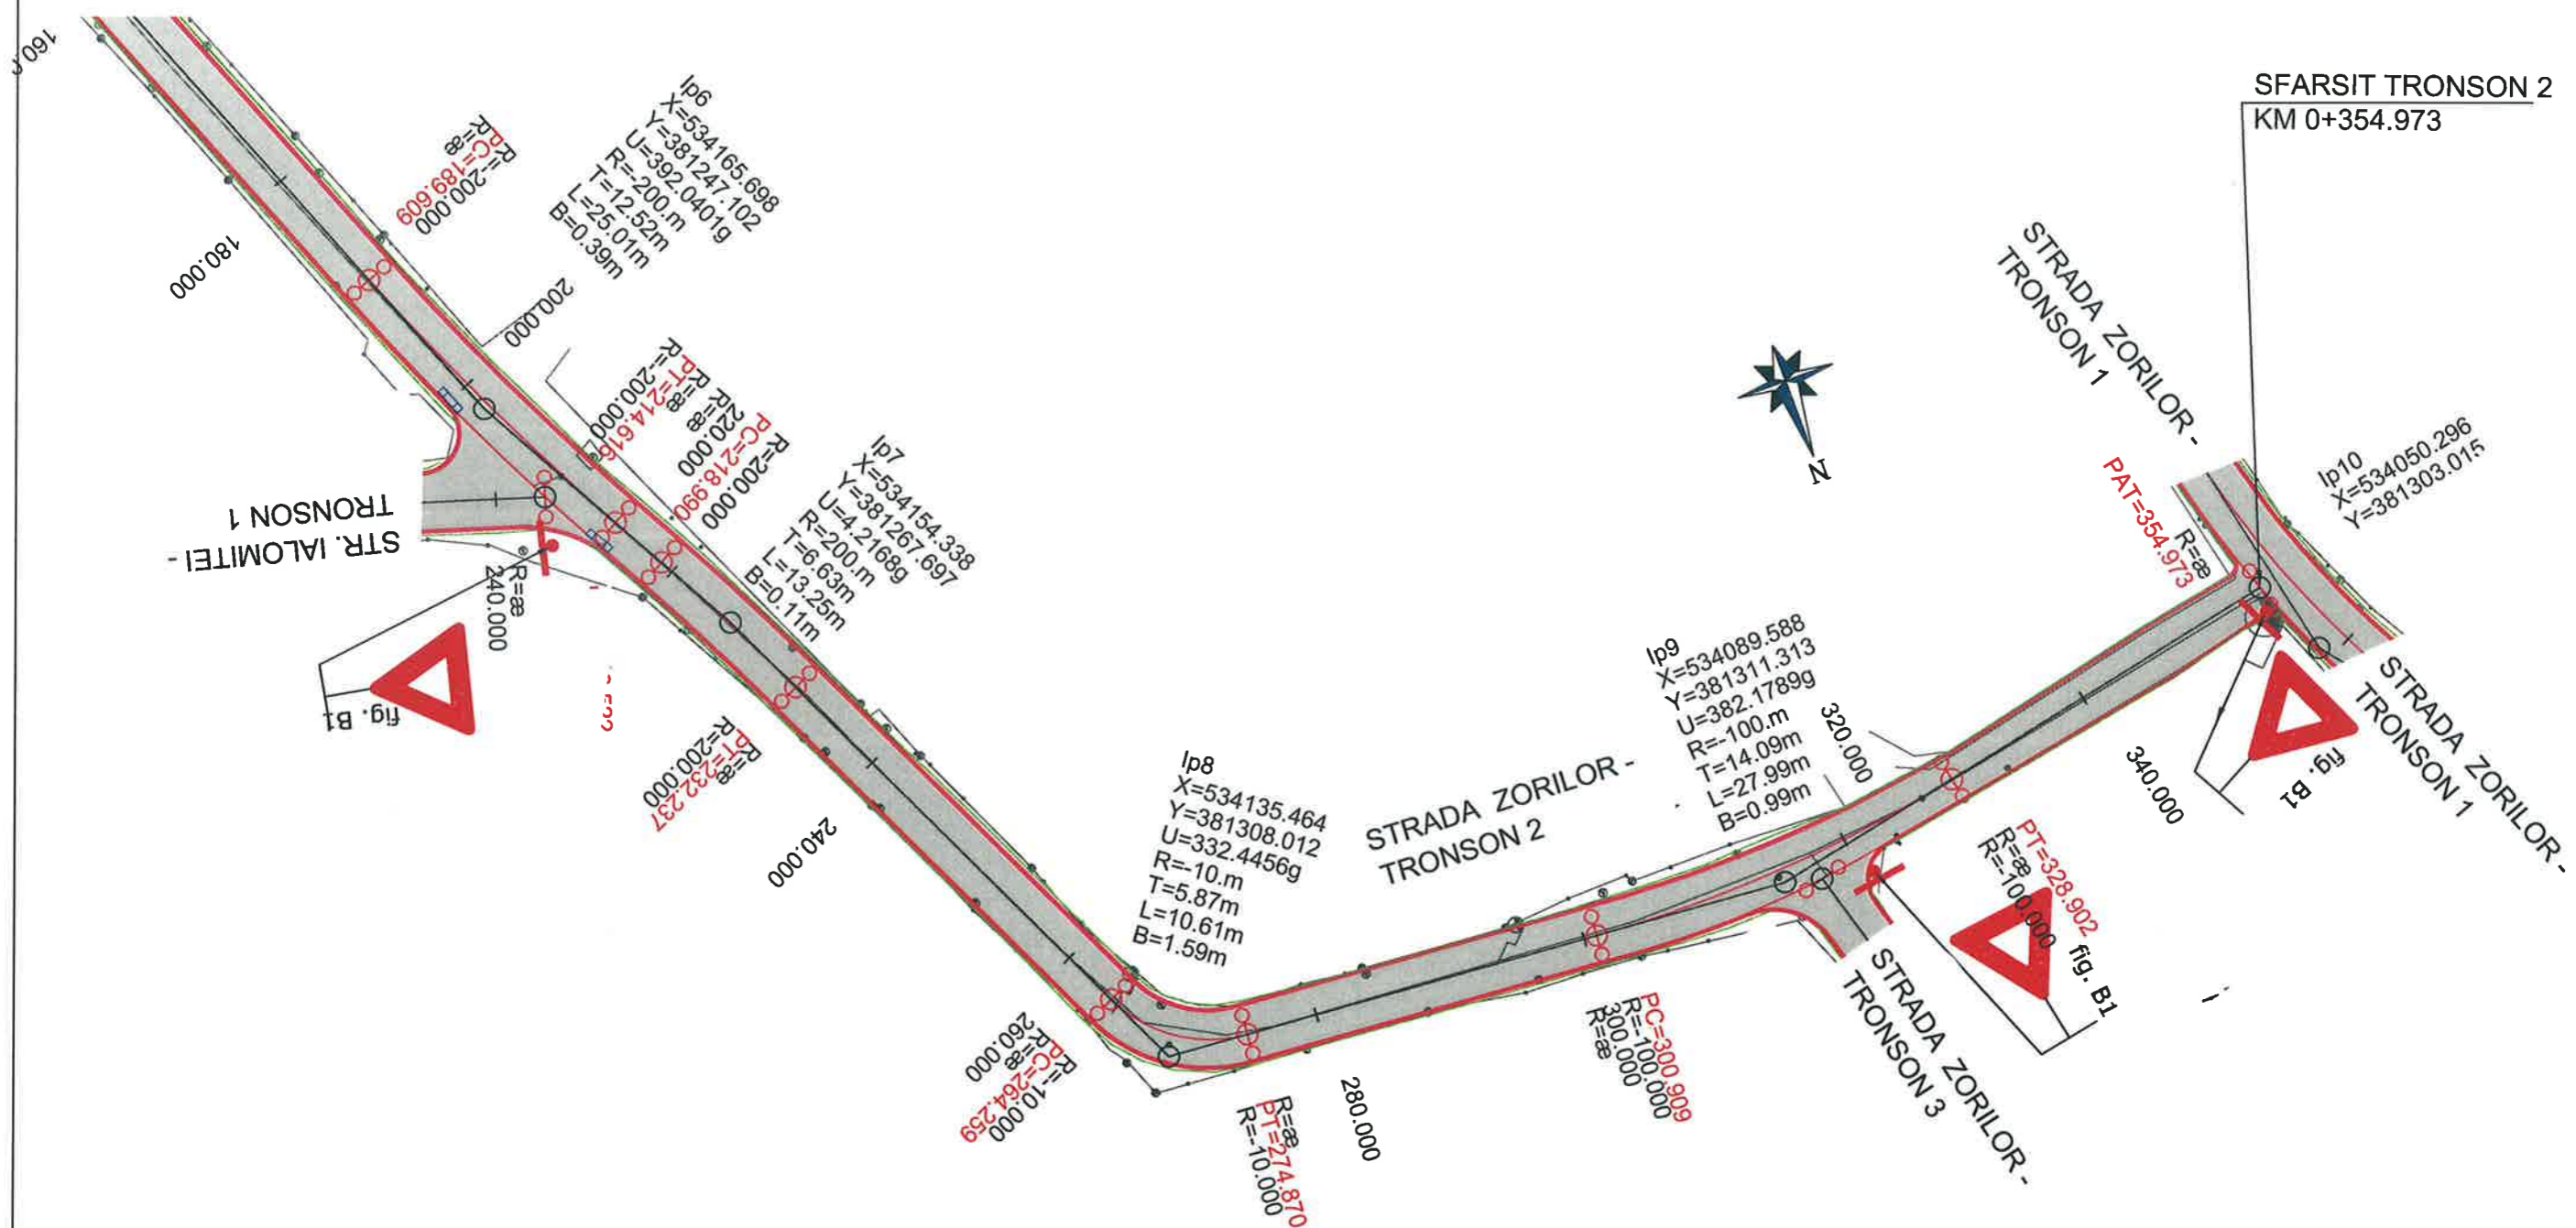 SFARSIT TRONSON 2
KM 0+354.973
180.000
R=-200.000
PC=189.609
R=æ
Ip6
X=534165.698
Y=381247.102
U=392.0401g
R=-200.m
T=12.52m
L=25.01m
B=0.39m
200.000
R=æ
PT=214.616
R=-200.000
R=200.000
PC=218.990
R=æ
220.000
Ip7
X=534154.338
Y=381267.697
U=4.2168g
R=200.m
T=6.63m
L=13.25m
B=0.11m
STR. IALOMITEI -
TRONSON 1
R=æ
240.000
fig. B1
R=æ
PT=232.237
R=200.000
240.000
Ip8
X=534135.464
Y=381308.012
U=332.4456g
R=-10.m
T=5.87m
L=10.61m
B=1.59m
R=-10.000
PC=264.259
R=æ
260.000
R=æ
PT=274.870
R=-10.000
280.000
STRADA ZORILOR -
TRONSON 2
PC=300.909
R=-100.000
300.000
R=æ
Ip9
X=534089.588
Y=381311.313
U=382.1789g
R=-100.m
T=14.09m
L=27.99m
B=0.99m
320.000
PT=328.902
R=æ
R=-100.000
fig. B1
STRADA ZORILOR -
TRONSON 3
340.000
N
STRADA ZORILOR -
TRONSON 1
PAT=354.973
R=æ
Ip10
X=534050.296
Y=381303.015
fig. B1
STRADA ZORILOR -
TRONSON 1